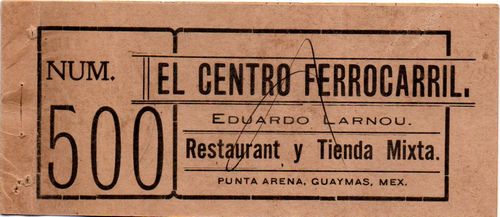 NUM.
500
EL CENTRO FERROCARRIL.
EDUARDO LARNOU.
Restaurant y Tienda Mixta.
PUNTA ARENA, GUAYMAS, MEX.